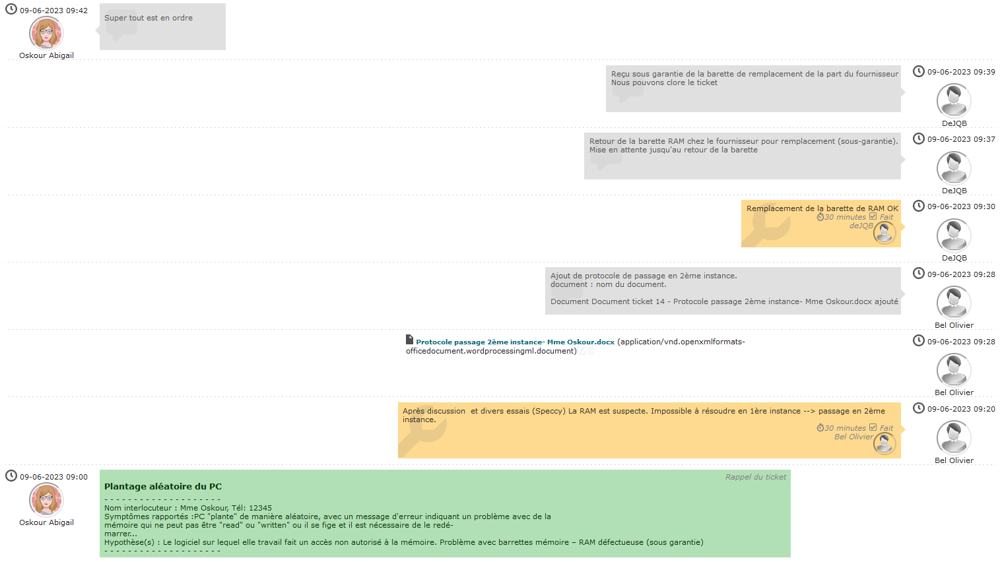 09-06-2023 09:42
Super tout est en ordre
Oskour Abigail
Reçu sous garantie de la barette de remplacement de la part du fournisseur
Nous pouvons clore le ticket
09-06-2023 09:39
DeJQB
Retour de la barette RAM chez le fournisseur pour remplacement (sous-garantie).
Mise en attente jusqu'au retour de la barette
09-06-2023 09:37
DeJQB
Remplacement de la barette de RAM OK
30 minutes Fait
deJQB
09-06-2023 09:30
DeJQB
Ajout de protocole de passage en 2ème instance.
document : nom du document.
Document Document ticket 14 - Protocole passage 2ème instance- Mme Oskour.docx ajouté
09-06-2023 09:28
Bel Olivier
Protocole passage 2ème instance- Mme Oskour.docx (application/vnd.openxmlformats-
officedocument.wordprocessingml.document)
09-06-2023 09:28
Bel Olivier
Après discussion  et divers essais (Speccy) La RAM est suspecte. Impossible à résoudre en 1ère instance --> passage en 2ème
instance.
30 minutes Fait
Bel Olivier
09-06-2023 09:20
Bel Olivier
09-06-2023 09:00
Oskour Abigail
Rappel du ticket
Plantage aléatoire du PC
- - - - - - - - - - - - - - - - - - - -
Nom interlocuteur : Mme Oskour, Tél: 12345
Symptômes rapportés :PC "plante" de manière aléatoire, avec un message d'erreur indiquant un problème avec de la
mémoire qui ne peut pas être "read" ou "written" ou il se fige et il est nécessaire de le redé-
marrer...
Hypothèse(s) : Le logiciel sur lequel elle travail fait un accès non autorisé à la mémoire. Problème avec barrettes mémoire – RAM défectueuse (sous garantie)
- - - - - - - - - - - - - - - - - - - -